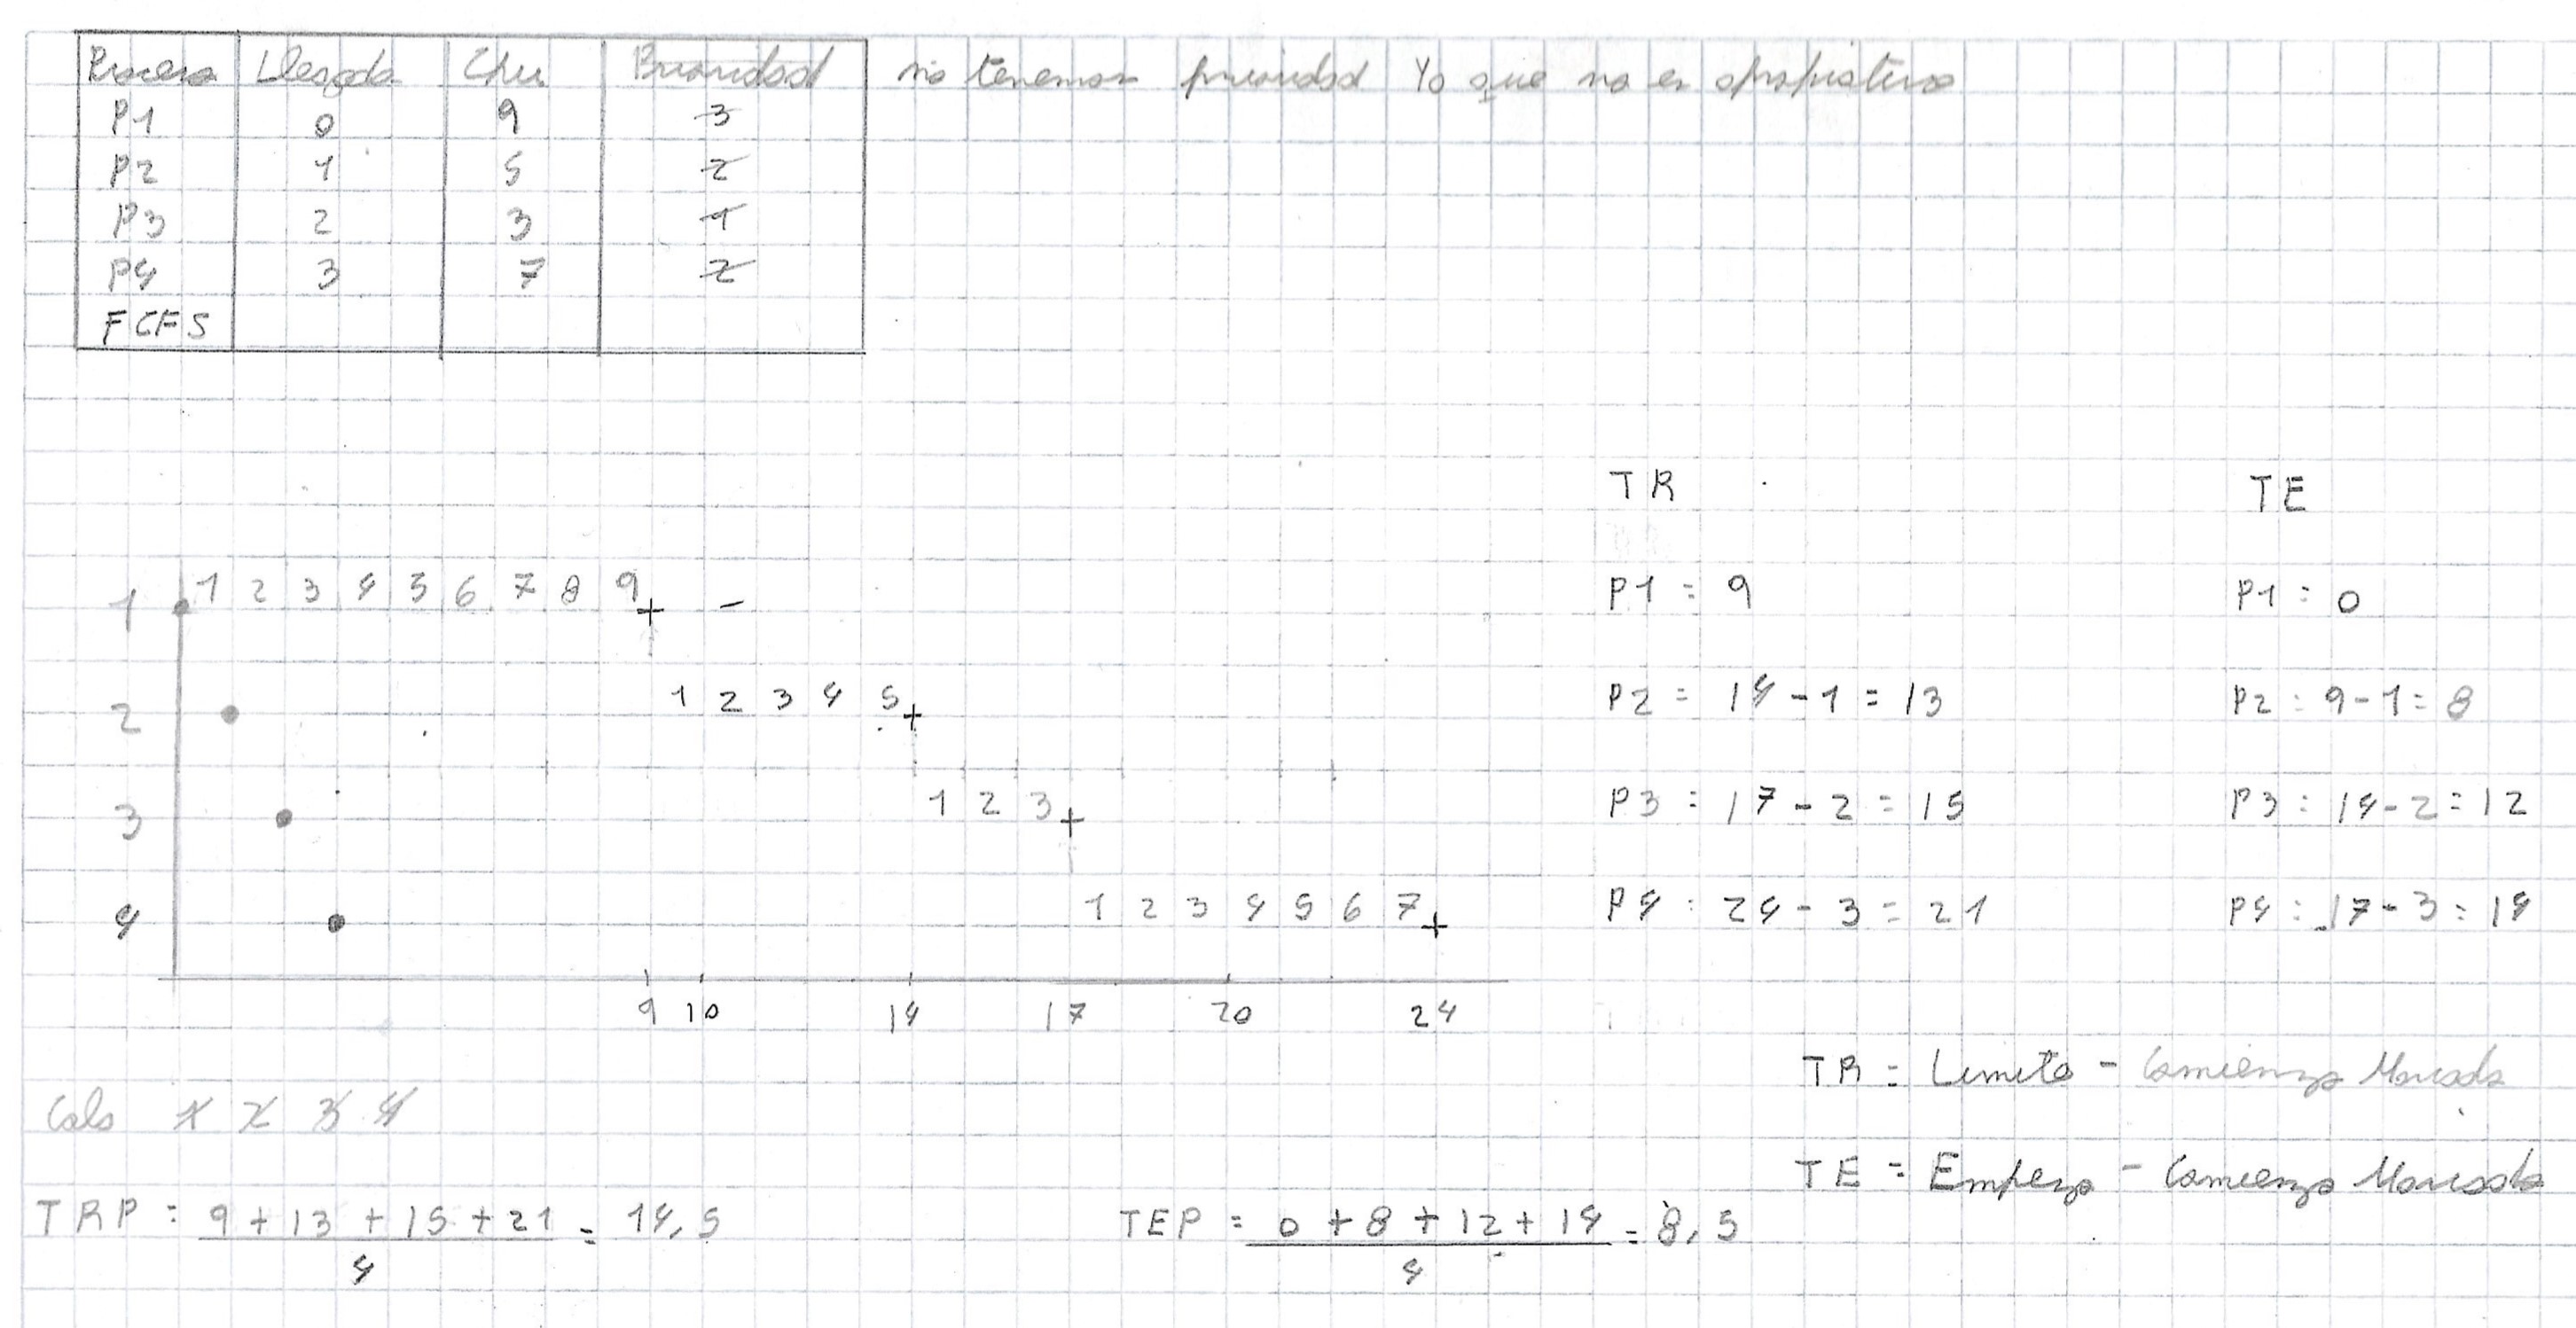 Proceso Llegada Cpu Prioridad no tenemos prioridad Ya que no es apropiativo
P1 0 9 3
P2 1 5 2
P3 2 3 1
P4 3 7 2
FCFS
TR TE
1 1 2 3 4 5 6 7 8 9 P1 = 9 P1 = 0
2 1 2 3 4 5 P2 = 14 - 1 = 13 P2 = 9 - 1 = 8
3 1 2 3 P3 = 17 - 2 = 15 P3 = 14 - 2 = 12
4 1 2 3 4 5 6 7 P4 = 24 - 3 = 21 P4 = 17 - 3 = 14
9 10 14 17 20 24
TR = Limite - Comienzo Marcada
Cola 1 2 3 4
TE = Empezo - Comienzo Marcada
TRP = 9 + 13 + 15 + 21 / 4 = 14,5 TEP = 0 + 8 + 12 + 14 / 4 = 8,5